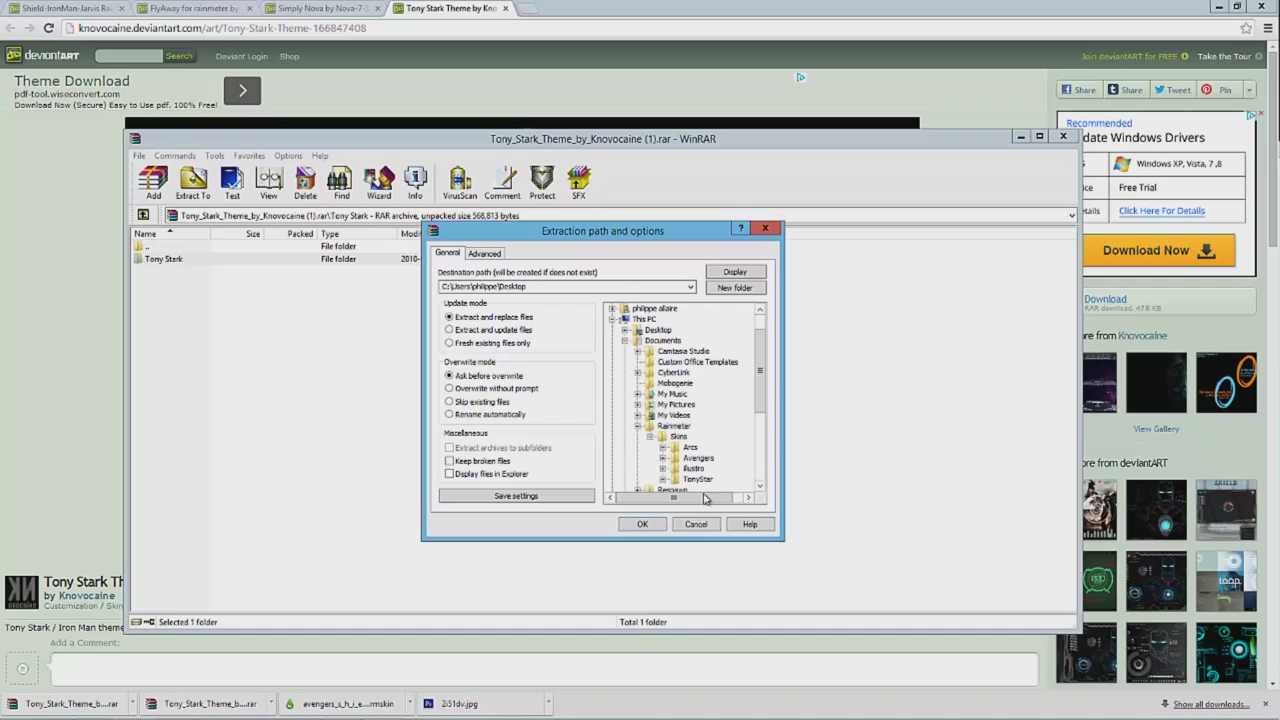 Shield-IronMan-Jarvis Rai
FlyAway for rainmeter by
Simply Nova by Nova-7-
Tony Stark Theme by Kno
knovocaine.deviantart.com/art/Tony-Stark-Theme-166847408
deviantART
Search
Deviant Login
Shop
Join deviantART for FREE
Take the Tour
Theme Download
pdf-tool.wiseconvert.com
Download Now (Secure) Easy to Use pdf. 100% Free!
Share
Share
Tweet
Pin
Recommended
date Windows Drivers
Windows XP, Vista, 7 ,8
ice
Free Trial
etails
Click Here For Details
Download Now
Download
RAR download, 478 KB
ore from Knovocaine
View Gallery
ore from deviantART
Tony_Stark_Theme_by_Knovocaine (1).rar - WinRAR
File
Commands
Tools
Favorites
Options
Help
Add
Extract To
Test
View
Delete
Find
Wizard
Info
VirusScan
Comment
Protect
SFX
Tony_Stark_Theme_by_Knovocaine (1).rar\Tony Stark - RAR archive, unpacked size 568,813 bytes
Name
Size
Packed
Type
Modi
..
File folder
Tony Stark
File folder
2010-
Extraction path and options
?
General
Advanced
Destination path (will be created if does not exist)
Display
C:\Users\philippe\Desktop
New folder
Update mode
Extract and replace files
Extract and update files
Fresh existing files only
Overwrite mode
Ask before overwrite
Overwrite without prompt
Skip existing files
Rename automatically
Miscellaneous
Extract archives to subfolders
Keep broken files
Display files in Explorer
Save settings
philippe allaire
This PC
Desktop
Documents
Camtasia Studio
Custom Office Templates
CyberLink
Mobogenie
My Music
My Pictures
My Videos
Rainmeter
Skins
Arcs
Avengers
illustro
TonyStar
Respawn
OK
Cancel
Help
Selected 1 folder
Total 1 folder
Tony Stark Th
by Knovocaine
Customization / Skin
Tony Stark / Iron Man theme
Add a Comment:
Tony_Stark_Theme_b....rar
Tony_Stark_Theme_b....rar
avengers_s_h_i_e....rmskin
2i51dv.jpg
Show all downloads...